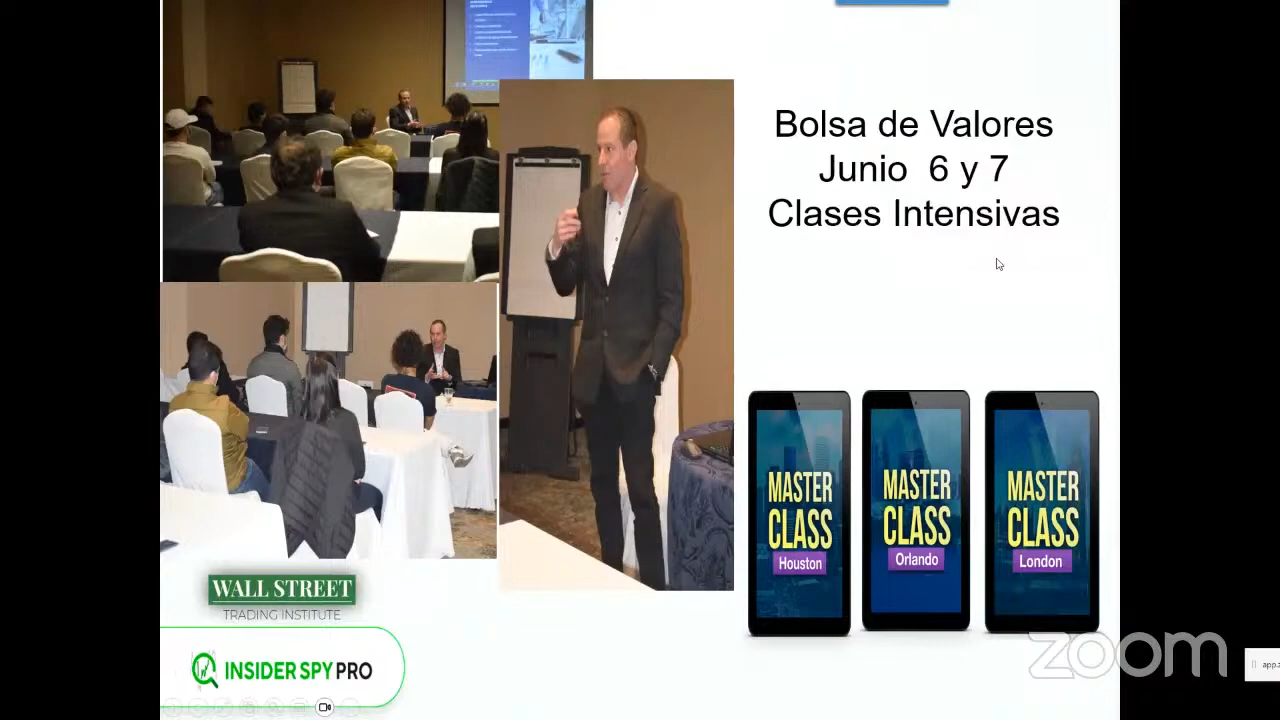 Bolsa de Valores
Junio 6 y 7
Clases Intensivas
MASTER
CLASS
Houston
MASTER
CLASS
Orlando
MASTER
CLASS
London
WALL STREET
TRADING INSTITUTE
INSIDER SPY PRO
zoom